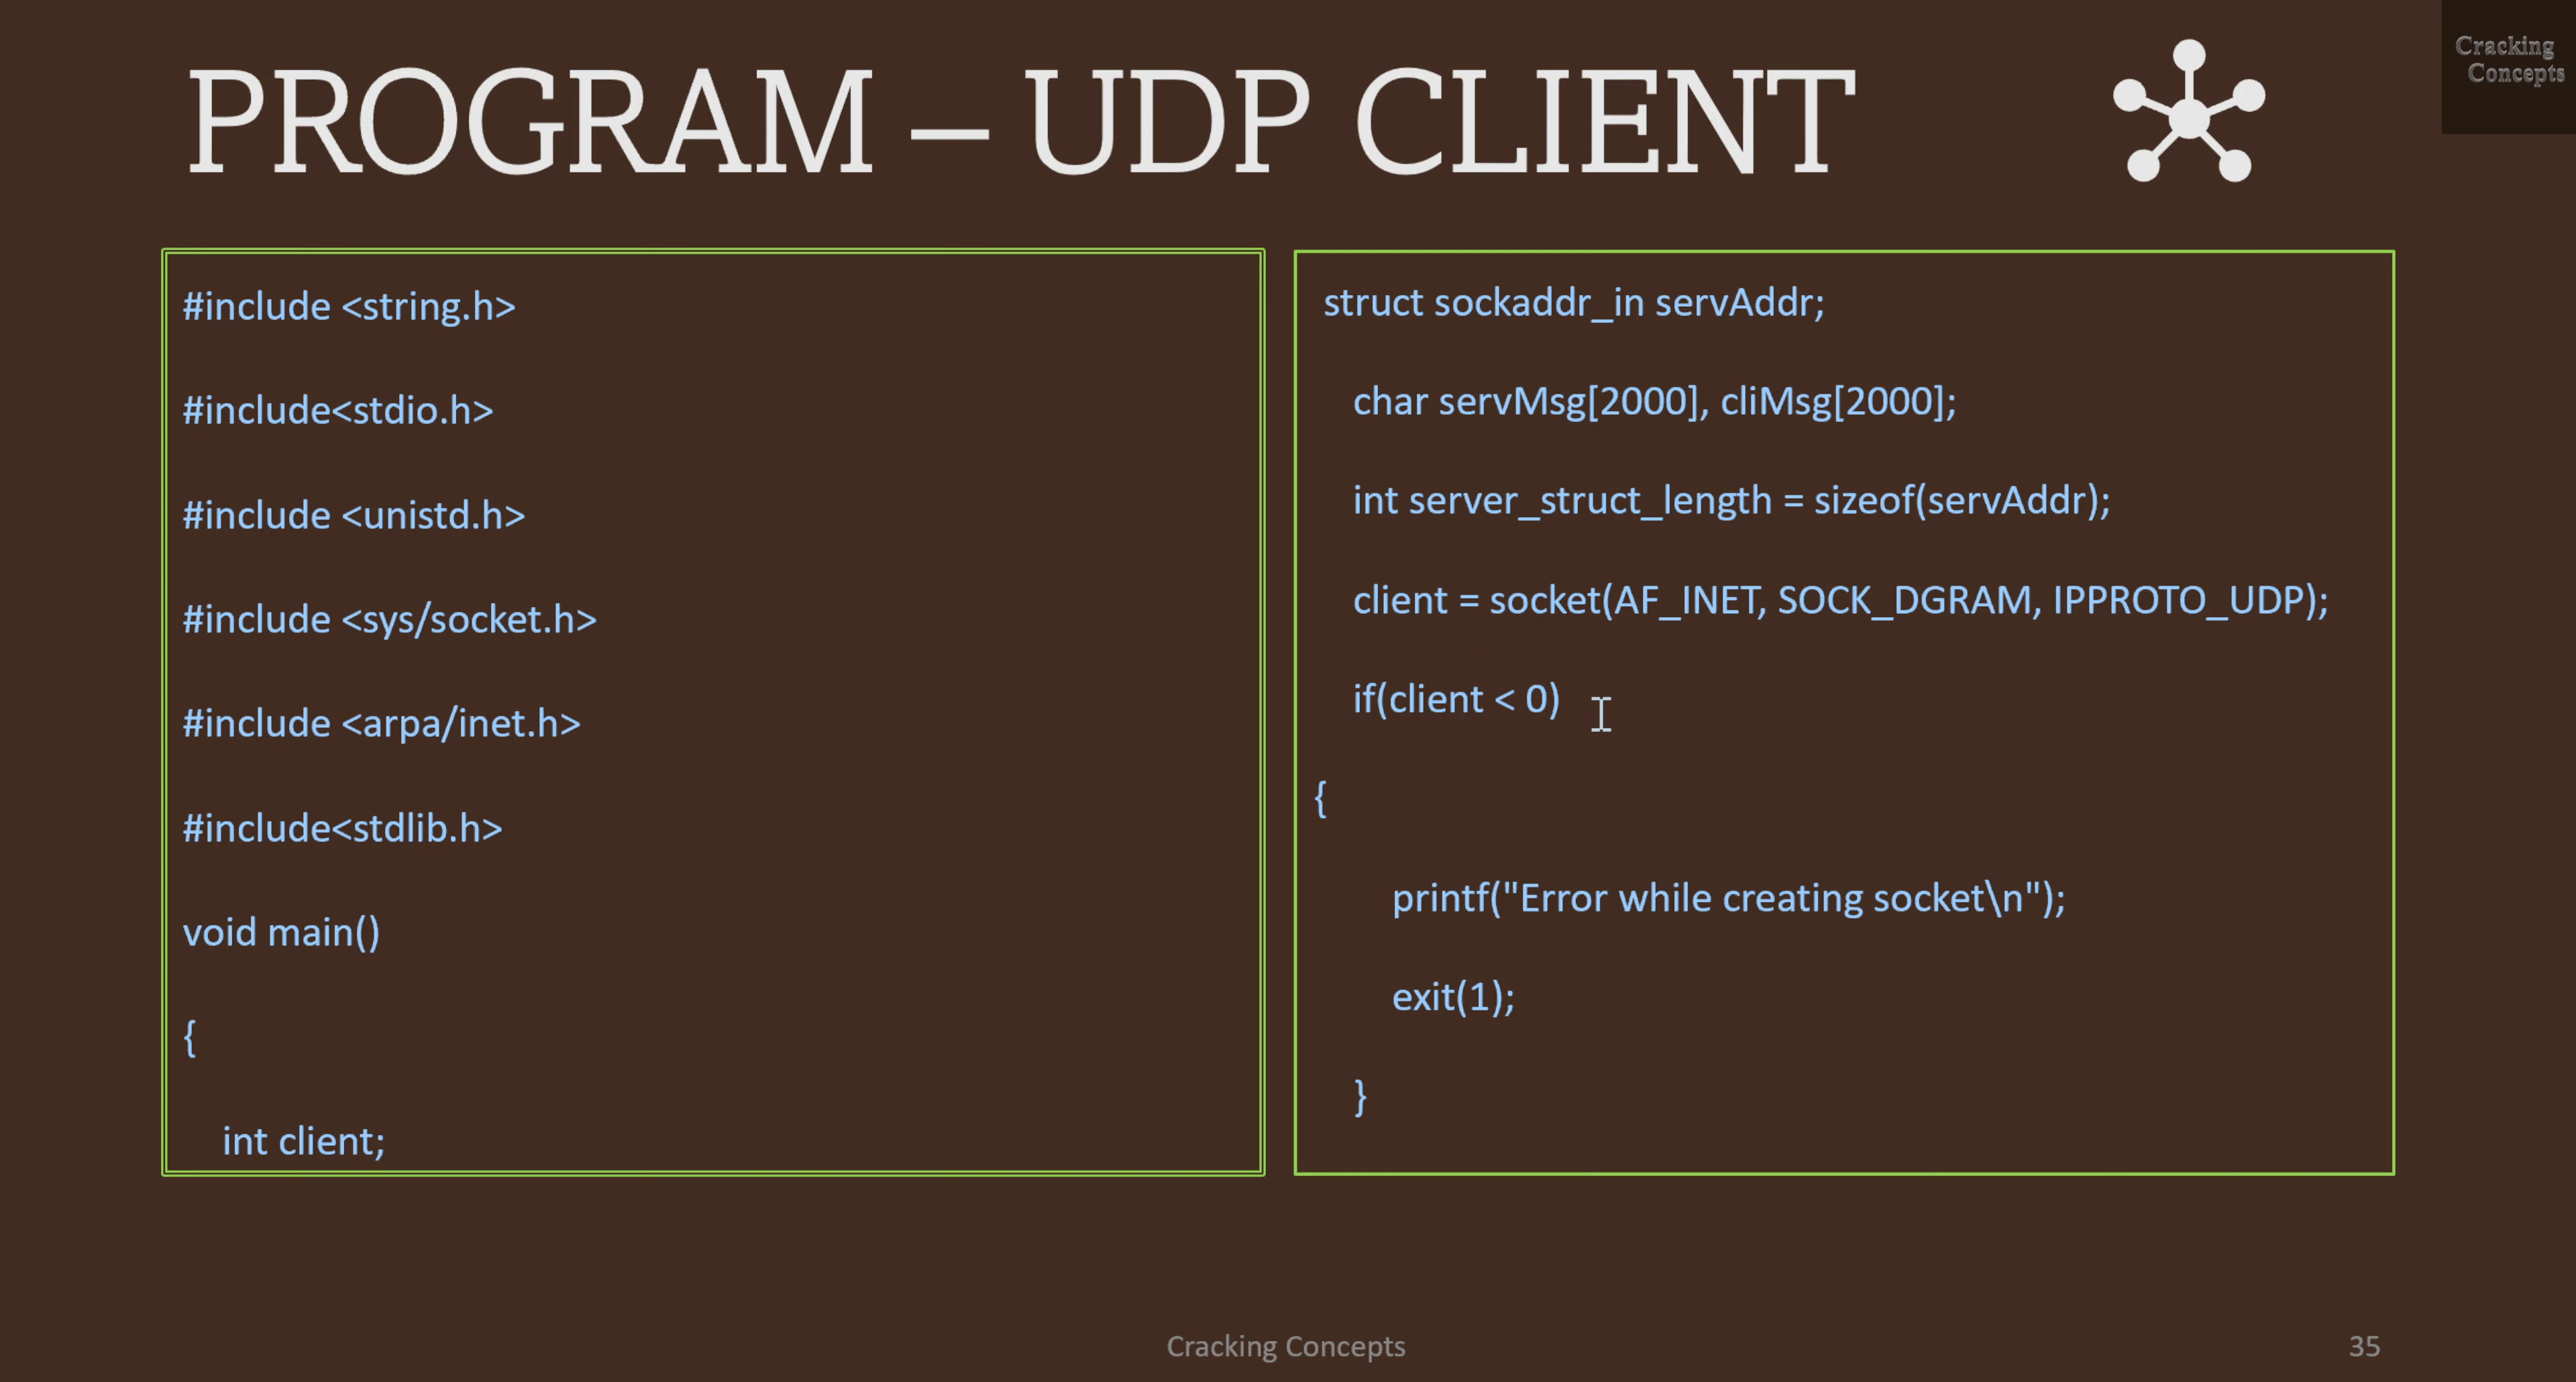 PROGRAM – UDP CLIENT
Cracking
Concepts
#include <string.h>
#include<stdio.h>
#include <unistd.h>
#include <sys/socket.h>
#include <arpa/inet.h>
#include<stdlib.h>
void main()
{
int client;
struct sockaddr_in servAddr;
char servMsg[2000], cliMsg[2000];
int server_struct_length = sizeof(servAddr);
client = socket(AF_INET, SOCK_DGRAM, IPPROTO_UDP);
if(client < 0)
{
printf("Error while creating socket\n");
exit(1);
}
Cracking Concepts
35